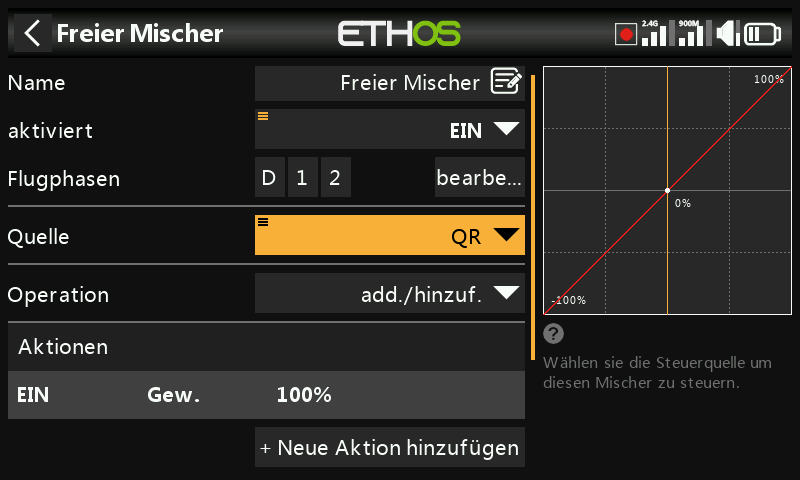 Freier Mischer
ETHOS
2.4G
900M
Name
Freier Mischer
aktiviert
EIN
Flugphasen
D
1
2
bearbe...
Quelle
QR
Operation
add./hinzuf.
Aktionen
EIN
Gew.
100%
+ Neue Aktion hinzufügen
100%
0%
-100%
?
Wählen sie die Steuerquelle um
diesen Mischer zu steuern.